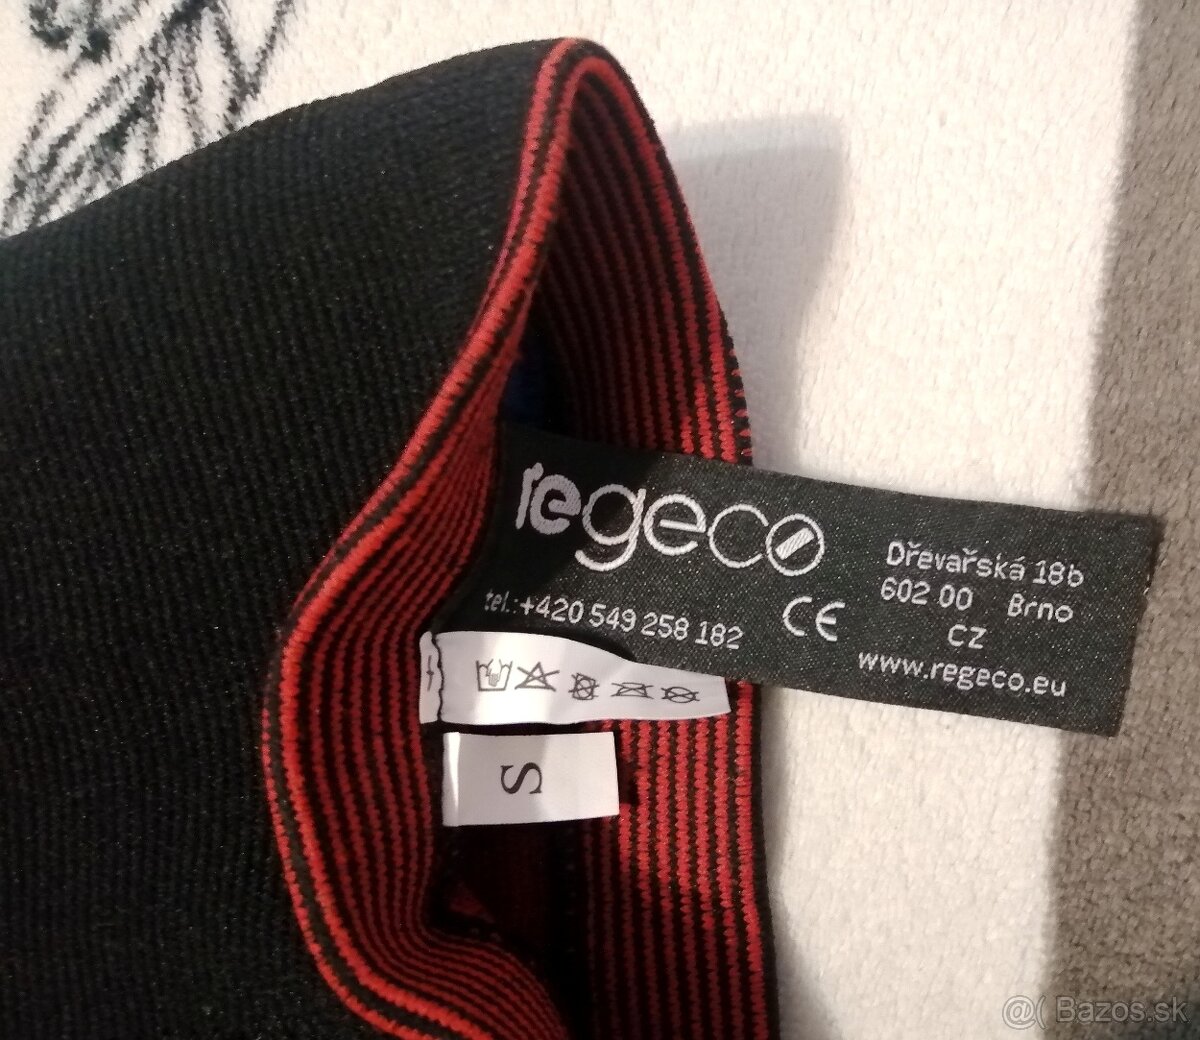 regeco
tel.:+420 549 258 182
CE
Dřevařská 18b
602 00 Brno
CZ
www.regeco.eu
S
@( Bazos.sk